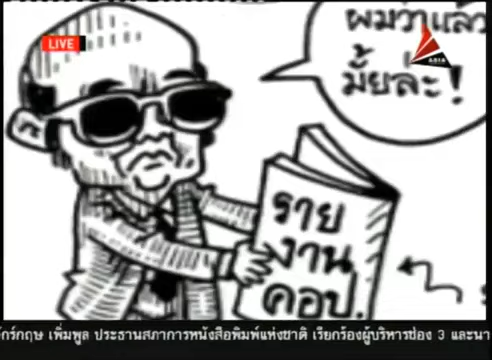 LIVE
ผมว่าแล้ว
มั้ยล่ะ!
ASIA
ราย
งาน
คอป.
เพิ่มพูล ประธานสภาการหนังสือพิมพ์แห่งชาติ เรียกร้องผู้บริหารช่อง 3 และนา